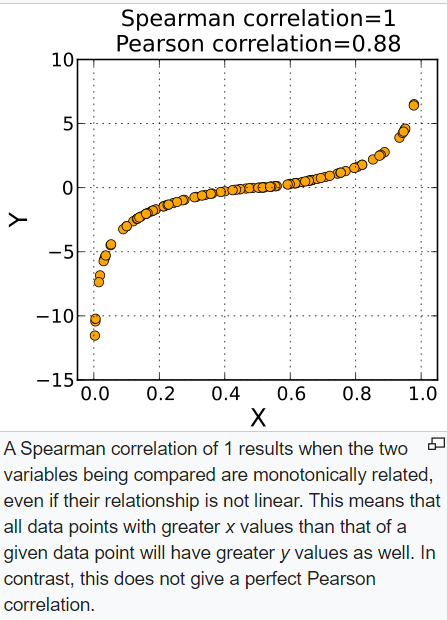 Spearman correlation=1
Pearson correlation=0.88
10
5
0
−5
−10
−15
Y
0.0 0.2 0.4 0.6 0.8 1.0
X
A Spearman correlation of 1 results when the two
variables being compared are monotonically related,
even if their relationship is not linear. This means that
all data points with greater x values than that of a
given data point will have greater y values as well. In
contrast, this does not give a perfect Pearson
correlation.